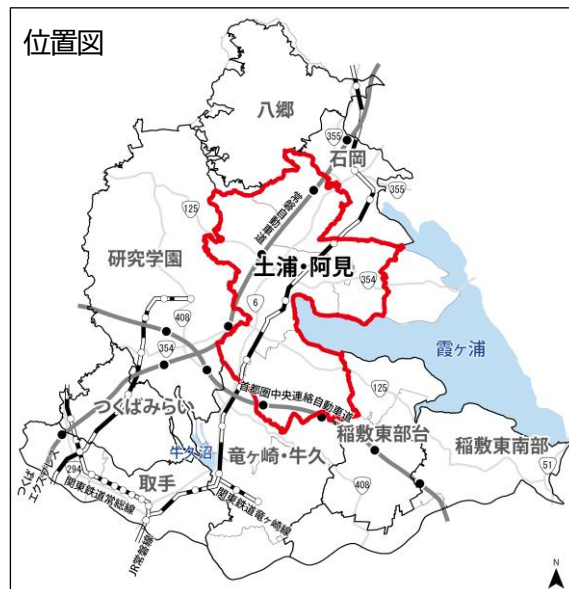 位置図
八郷
石岡
355
355
常磐自動車道
125
研究学園
土浦・阿見
354
6
408
354
霞ヶ浦
首都圏中央連絡自動車道
125
つくばみらい
稲敷東部台
稲敷東南部
牛久沼
竜ヶ崎・牛久
51
つくば
エクスプレス
294
取手
関東鉄道常総線
関東鉄道竜ヶ崎線
408
JR常磐線
N